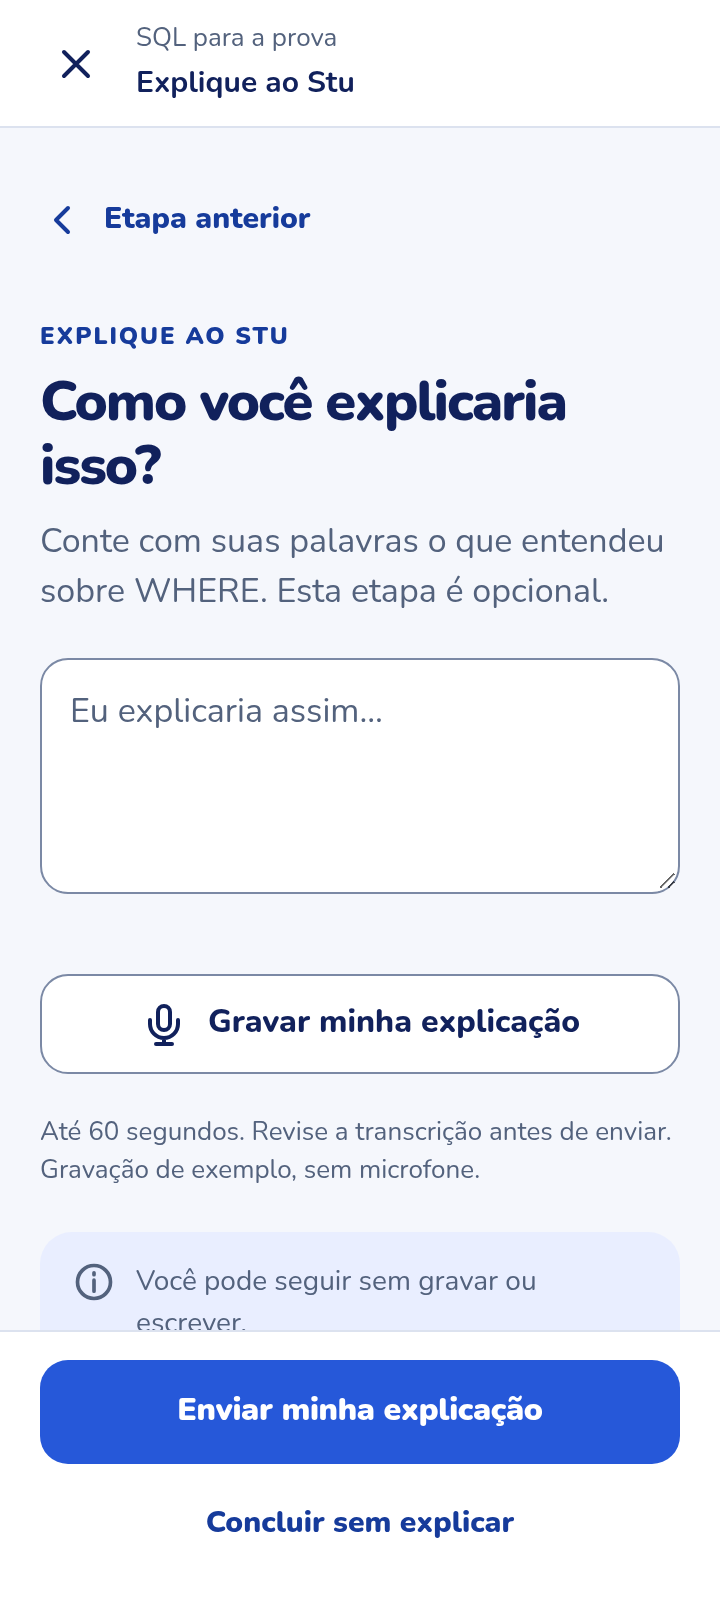 SQL para a prova
Explique ao Stu
Etapa anterior
EXPLIQUE AO STU
Como você explicaria
isso?
Conte com suas palavras o que entendeu
sobre WHERE. Esta etapa é opcional.
Eu explicaria assim...
Gravar minha explicação
Até 60 segundos. Revise a transcrição antes de enviar.
Gravação de exemplo, sem microfone.
Você pode seguir sem gravar ou
escrever.
Enviar minha explicação
Concluir sem explicar